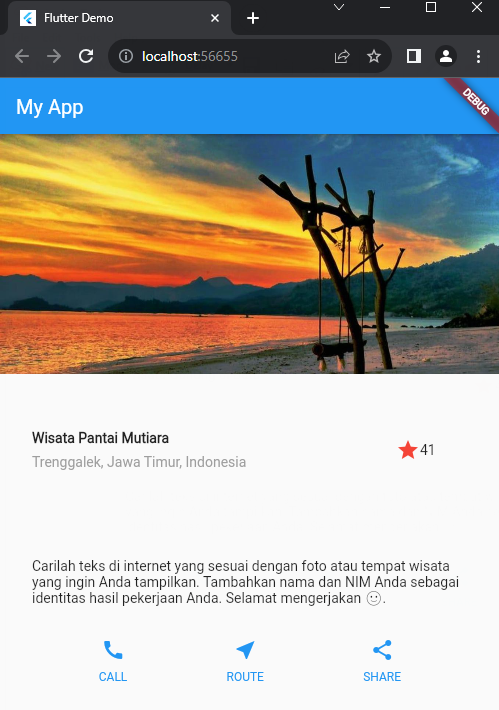 Flutter Demo
localhost:56655
My App
DEBUG
Wisata Pantai Mutiara
Trenggalek, Jawa Timur, Indonesia
41
Carilah teks di internet yang sesuai dengan foto atau tempat wisata
yang ingin Anda tampilkan. Tambahkan nama dan NIM Anda sebagai
identitas hasil pekerjaan Anda. Selamat mengerjakan 🙂.
CALL
ROUTE
SHARE